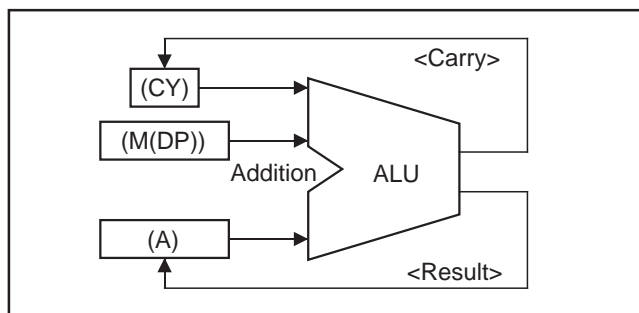 <Carry>
(CY)
(M(DP))
Addition
ALU
(A)
<Result>